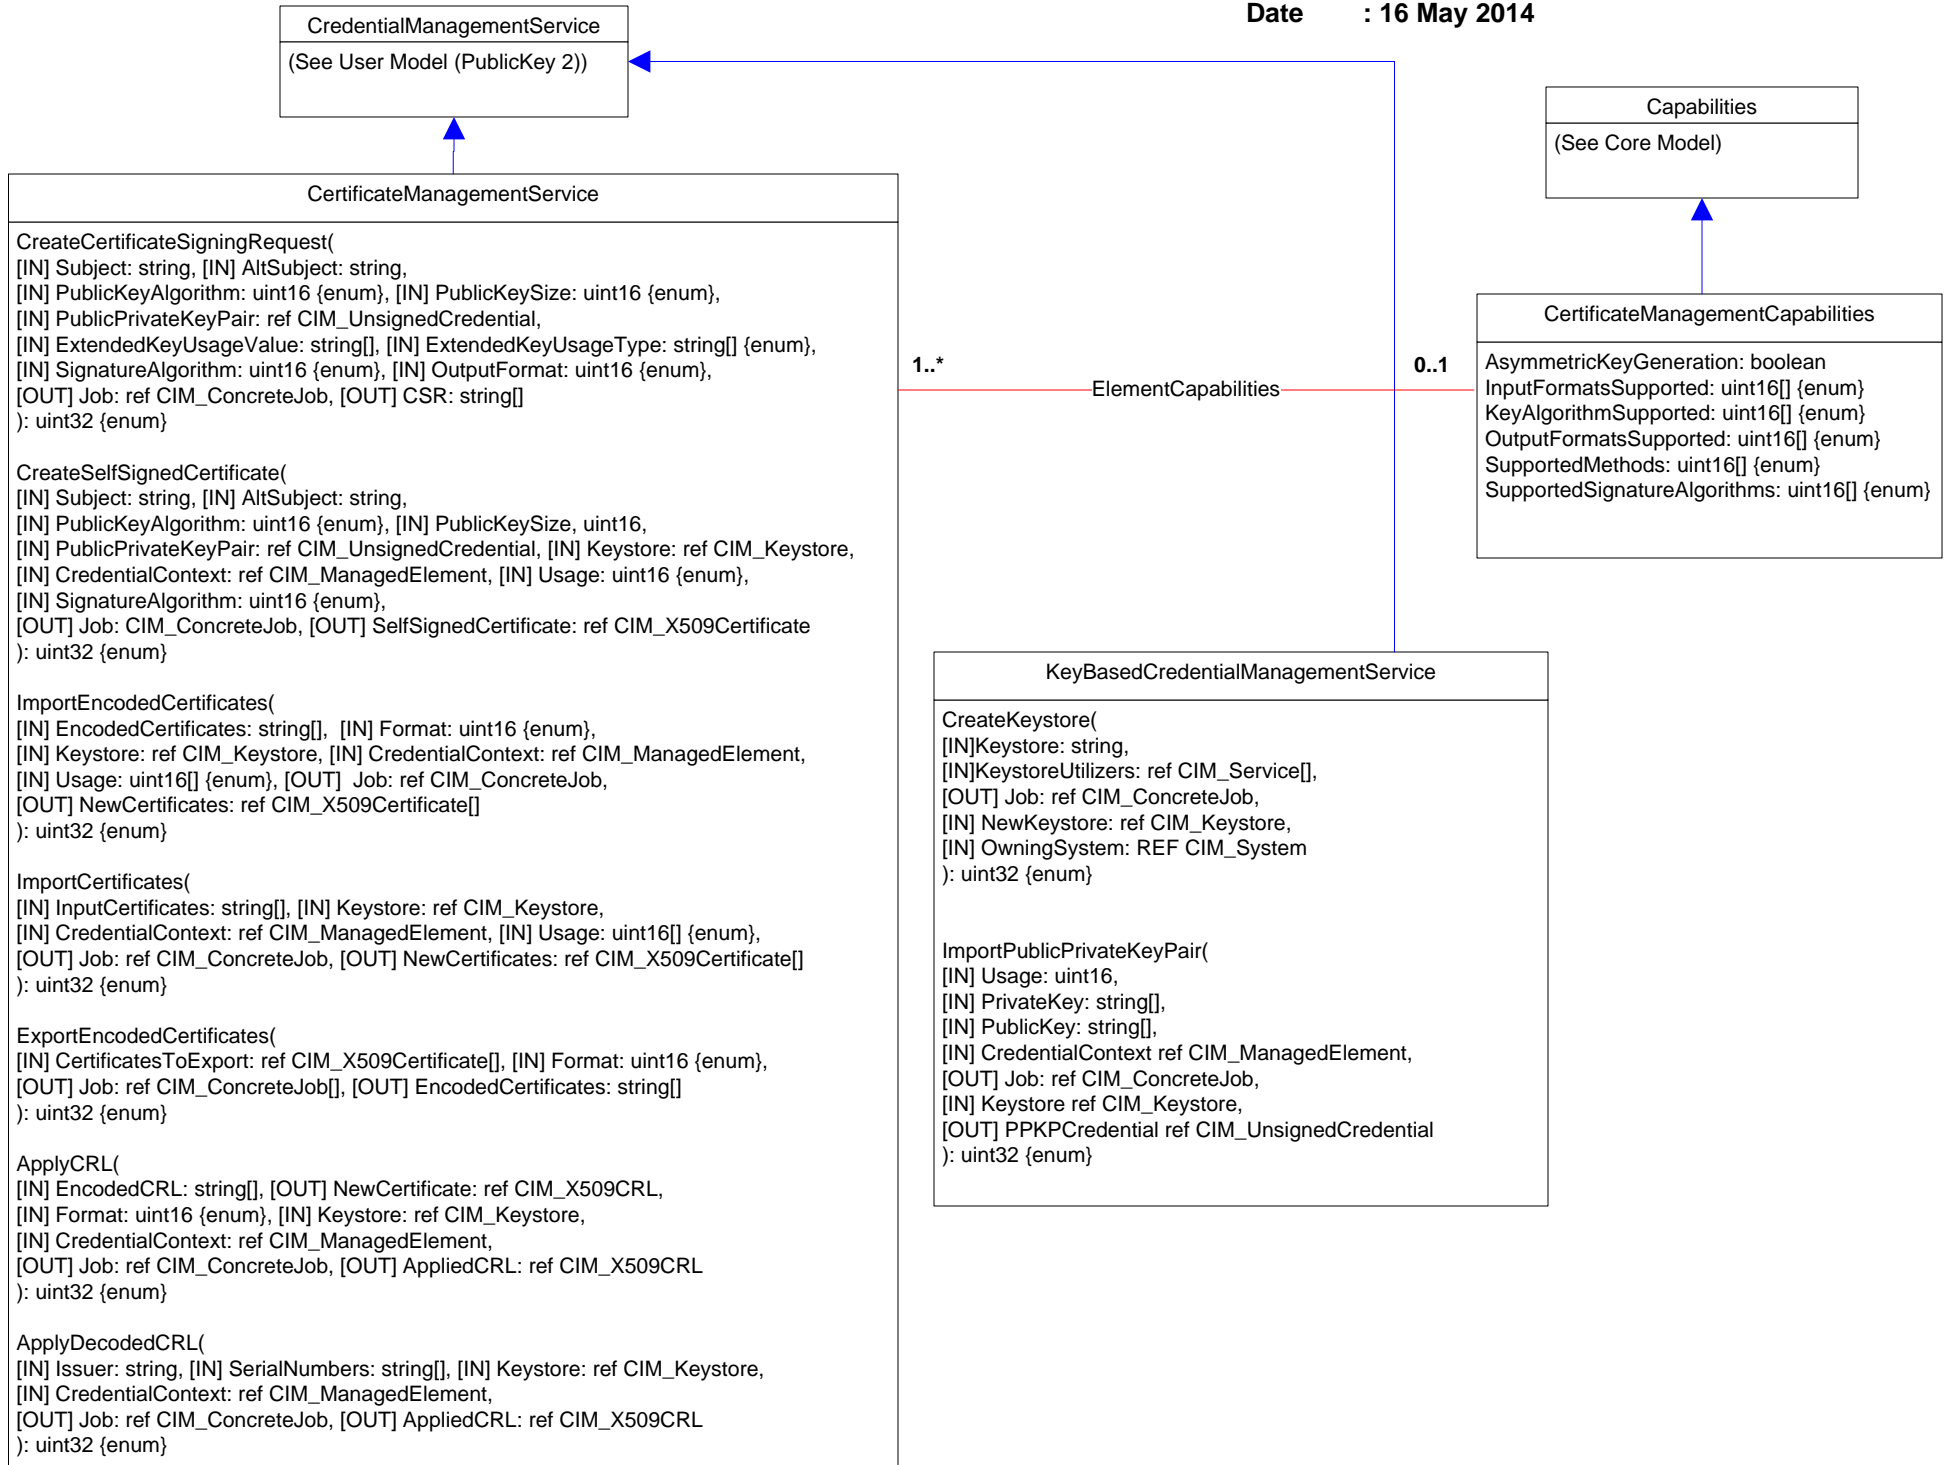 Date : 16 May 2014
CredentialManagementService
(See User Model (PublicKey 2))
Capabilities
(See Core Model)
CertificateManagementService
CreateCertificateSigningRequest(
[IN] Subject: string, [IN] AltSubject: string,
[IN] PublicKeyAlgorithm: uint16 {enum}, [IN] PublicKeySize: uint16 {enum},
[IN] PublicPrivateKeyPair: ref CIM_UnsignedCredential,
[IN] ExtendedKeyUsageValue: string[], [IN] ExtendedKeyUsageType: string[] {enum},
[IN] SignatureAlgorithm: uint16 {enum}, [IN] OutputFormat: uint16 {enum},
[OUT] Job: ref CIM_ConcreteJob, [OUT] CSR: string[]
): uint32 {enum}
CreateSelfSignedCertificate(
[IN] Subject: string, [IN] AltSubject: string,
[IN] PublicKeyAlgorithm: uint16 {enum}, [IN] PublicKeySize, uint16,
[IN] PublicPrivateKeyPair: ref CIM_UnsignedCredential, [IN] Keystore: ref CIM_Keystore,
[IN] CredentialContext: ref CIM_ManagedElement, [IN] Usage: uint16 {enum},
[IN] SignatureAlgorithm: uint16 {enum},
[OUT] Job: CIM_ConcreteJob, [OUT] SelfSignedCertificate: ref CIM_X509Certificate
): uint32 {enum}
ImportEncodedCertificates(
[IN] EncodedCertificates: string[],  [IN] Format: uint16 {enum},
[IN] Keystore: ref CIM_Keystore, [IN] CredentialContext: ref CIM_ManagedElement,
[IN] Usage: uint16[] {enum}, [OUT]  Job: ref CIM_ConcreteJob,
[OUT] NewCertificates: ref CIM_X509Certificate[]
): uint32 {enum}
ImportCertificates(
[IN] InputCertificates: string[], [IN] Keystore: ref CIM_Keystore,
[IN] CredentialContext: ref CIM_ManagedElement, [IN] Usage: uint16[] {enum},
[OUT] Job: ref CIM_ConcreteJob, [OUT] NewCertificates: ref CIM_X509Certificate[]
): uint32 {enum}
ExportEncodedCertificates(
[IN] CertificatesToExport: ref CIM_X509Certificate[], [IN] Format: uint16 {enum},
[OUT] Job: ref CIM_ConcreteJob[], [OUT] EncodedCertificates: string[]
): uint32 {enum}
ApplyCRL(
[IN] EncodedCRL: string[], [OUT] NewCertificate: ref CIM_X509CRL,
[IN] Format: uint16 {enum}, [IN] Keystore: ref CIM_Keystore,
[IN] CredentialContext: ref CIM_ManagedElement,
[OUT] Job: ref CIM_ConcreteJob, [OUT] AppliedCRL: ref CIM_X509CRL
): uint32 {enum}
ApplyDecodedCRL(
[IN] Issuer: string, [IN] SerialNumbers: string[], [IN] Keystore: ref CIM_Keystore,
[IN] CredentialContext: ref CIM_ManagedElement,
[OUT] Job: ref CIM_ConcreteJob, [OUT] AppliedCRL: ref CIM_X509CRL
): uint32 {enum}
1..*
ElementCapabilities
0..1
CertificateManagementCapabilities
AsymmetricKeyGeneration: boolean
InputFormatsSupported: uint16[] {enum}
KeyAlgorithmSupported: uint16[] {enum}
OutputFormatsSupported: uint16[] {enum}
SupportedMethods: uint16[] {enum}
SupportedSignatureAlgorithms: uint16[] {enum}
KeyBasedCredentialManagementService
CreateKeystore(
[IN]Keystore: string,
[IN]KeystoreUtilizers: ref CIM_Service[],
[OUT] Job: ref CIM_ConcreteJob,
[IN] NewKeystore: ref CIM_Keystore,
[IN] OwningSystem: REF CIM_System
): uint32 {enum}
ImportPublicPrivateKeyPair(
[IN] Usage: uint16,
[IN] PrivateKey: string[],
[IN] PublicKey: string[],
[IN] CredentialContext ref CIM_ManagedElement,
[OUT] Job: ref CIM_ConcreteJob,
[IN] Keystore ref CIM_Keystore,
[OUT] PPKPCredential ref CIM_UnsignedCredential
): uint32 {enum}